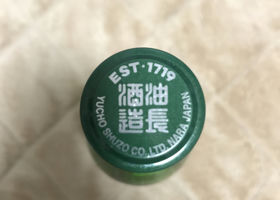 EST·1719
油長
酒造
YUCHO SHUZO CO.,LTD. NARA JAPAN